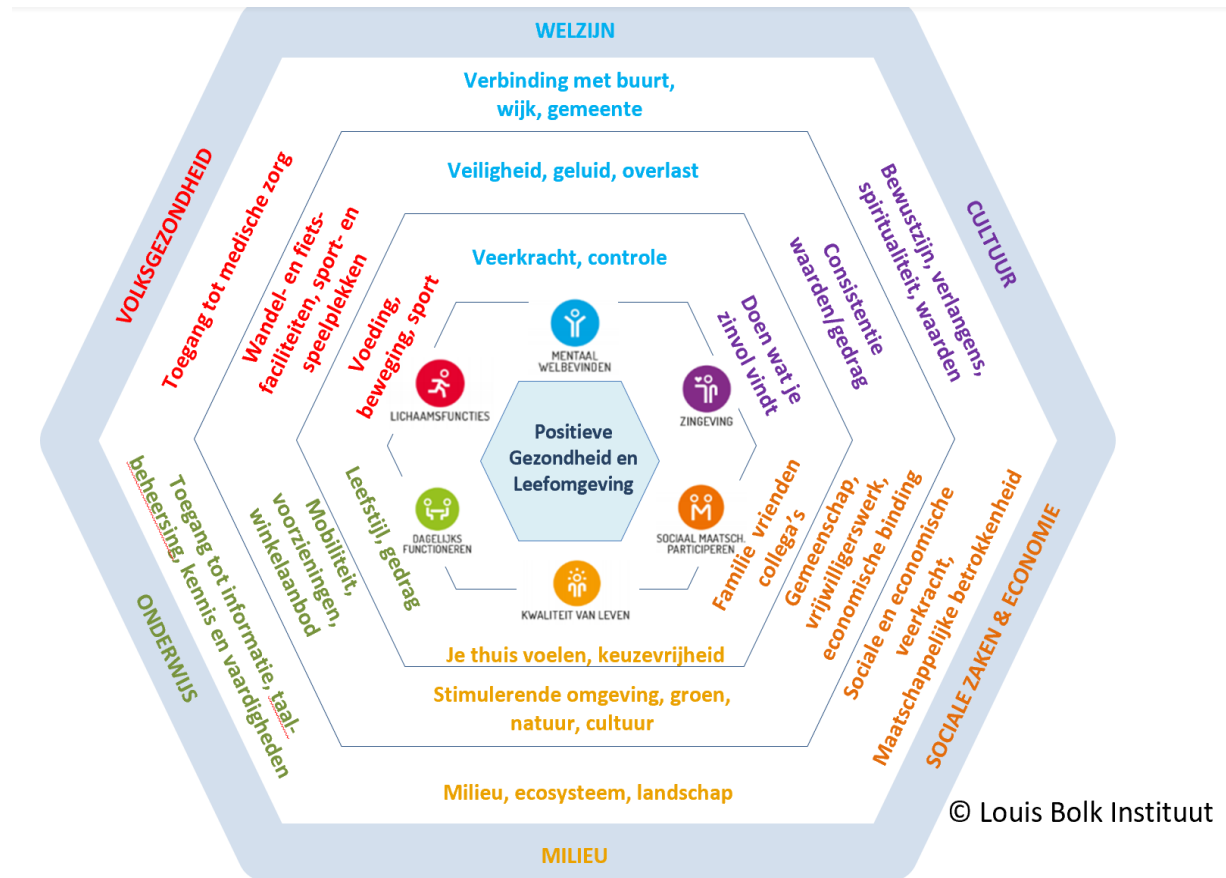 WELZIJN
Verbinding met buurt,
wijk, gemeente
Veiligheid, geluid, overlast
Veerkracht, controle
MENTAAL
WELBEVINDEN
CULTUUR
Bewustzijn, verlangens,
spiritualiteit, waarden
Consistentie
waarden/gedrag
Doen wat je
zinvol vindt
ZINGEVING
SOCIALE ZAKEN & ECONOMIE
Sociale en economische
veerkracht,
Maatschappelijke betrokkenheid
Gemeenschap,
vrijwilligerswerk,
economische binding
Familie vrienden
collega's
SOCIAAL MAATSCH.
PARTICIPEREN
MILIEU
Milieu, ecosysteem, landschap
Stimulerende omgeving, groen,
natuur, cultuur
Je thuis voelen, keuzevrijheid
KWALITEIT VAN LEVEN
ONDERWIJS
Toegang tot informatie, taal-
beheersing, kennis en vaardigheden
Mobiliteit,
voorzieningen,
winkelaanbod
Leefstijl, gedrag
DAGELIJKS
FUNCTIONEREN
VOLKSGEZONDHEID
Toegang tot medische zorg
Wandel- en fiets-
faciliteiten, sport- en
speelplekken
Voeding,
beweging, sport
LICHAAMSFUNCTIES
Positieve
Gezondheid en
Leefomgeving
© Louis Bolk Instituut